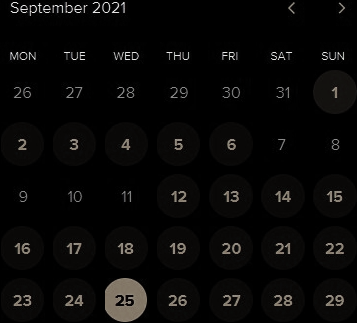 September 2021
MON TUE WED THU FRI SAT SUN
26 27 28 29 30 31 1
2 3 4 5 6 7 8
9 10 11 12 13 14 15
16 17 18 19 20 21 22
23 24 25 26 27 28 29